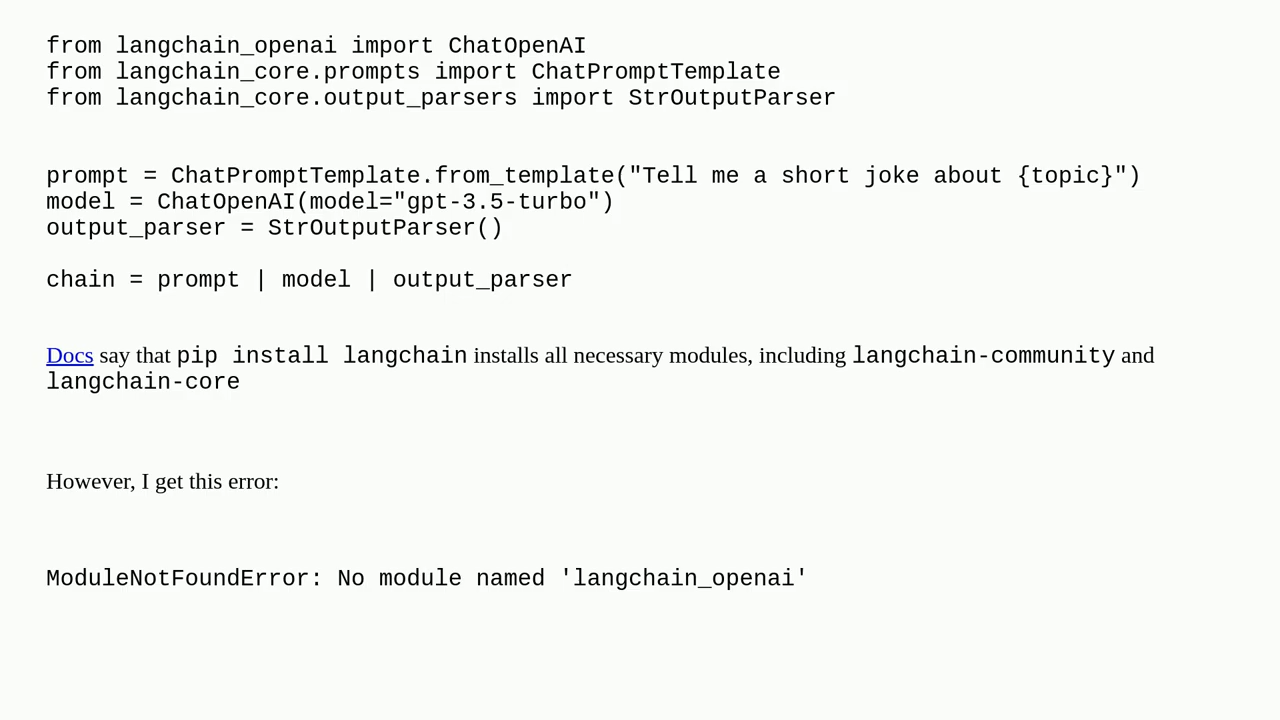 from langchain_openai import ChatOpenAI
from langchain_core.prompts import ChatPromptTemplate
from langchain_core.output_parsers import StrOutputParser
prompt = ChatPromptTemplate.from_template("Tell me a short joke about {topic}")
model = ChatOpenAI(model="gpt-3.5-turbo")
output_parser = StrOutputParser()
chain = prompt | model | output_parser
Docs say that pip install langchain installs all necessary modules, including langchain-community and
langchain-core
However, I get this error:
ModuleNotFoundError: No module named 'langchain_openai'